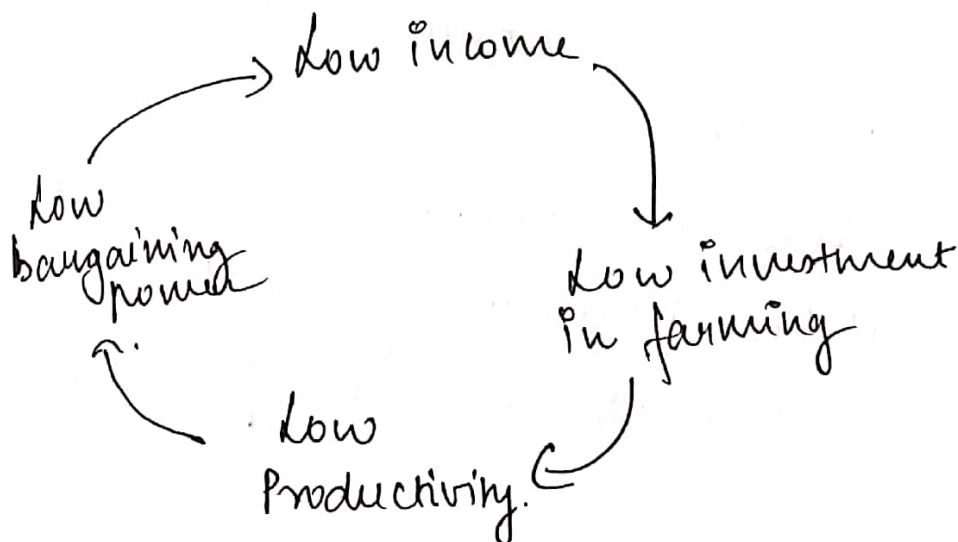 Low income
Low investment
in farming
Low
Productivity.
Low
bargaining
power